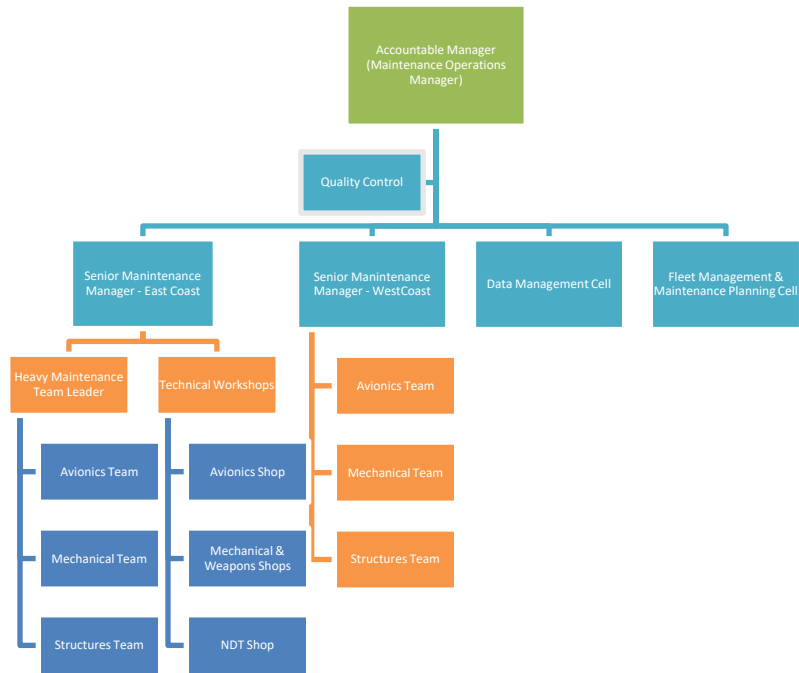 Accountable Manager
(Maintenance Operations
Manager)
Quality Control
Senior Manintenance
Manager - East Coast
Senior Manintenance
Manager - WestCoast
Data Management Cell
Fleet Management &
Maintenance Planning Cell
Heavy Maintenance
Team Leader
Technical Workshops
Avionics Team
Mechanical Team
Structures Team
Avionics Shop
Mechanical &
Weapons Shops
NDT Shop
Avionics Team
Mechanical Team
Structures Team